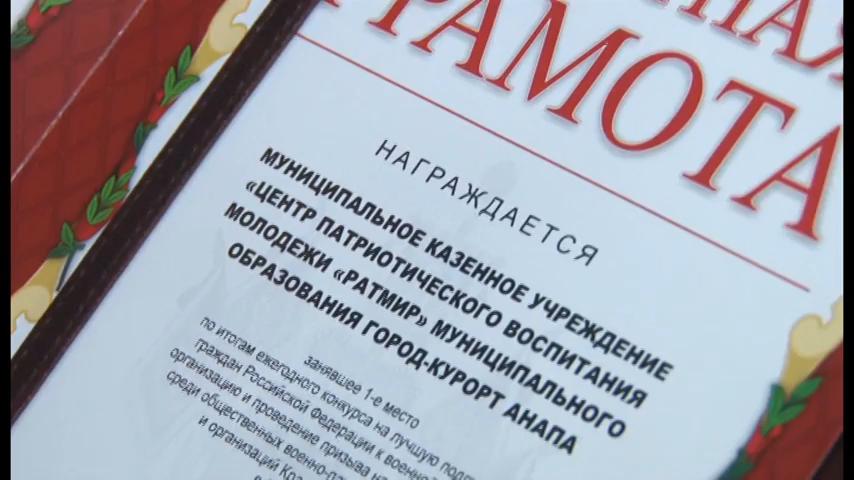 ГРАМОТА
НАГРАЖДАЕТСЯ
МУНИЦИПАЛЬНОЕ КАЗЕННОЕ УЧРЕЖДЕНИЕ
«ЦЕНТР ПАТРИОТИЧЕСКОГО ВОСПИТАНИЯ
МОЛОДЕЖИ «РАТМИР» МУНИЦИПАЛЬНОГО
ОБРАЗОВАНИЯ ГОРОД-КУРОРТ АНАПА
занявшее 1-е место
по итогам ежегодного конкурса на лучшую
граждан Российской Федерации к военной
организацию и проведение призыва
среди общественных
и организаций